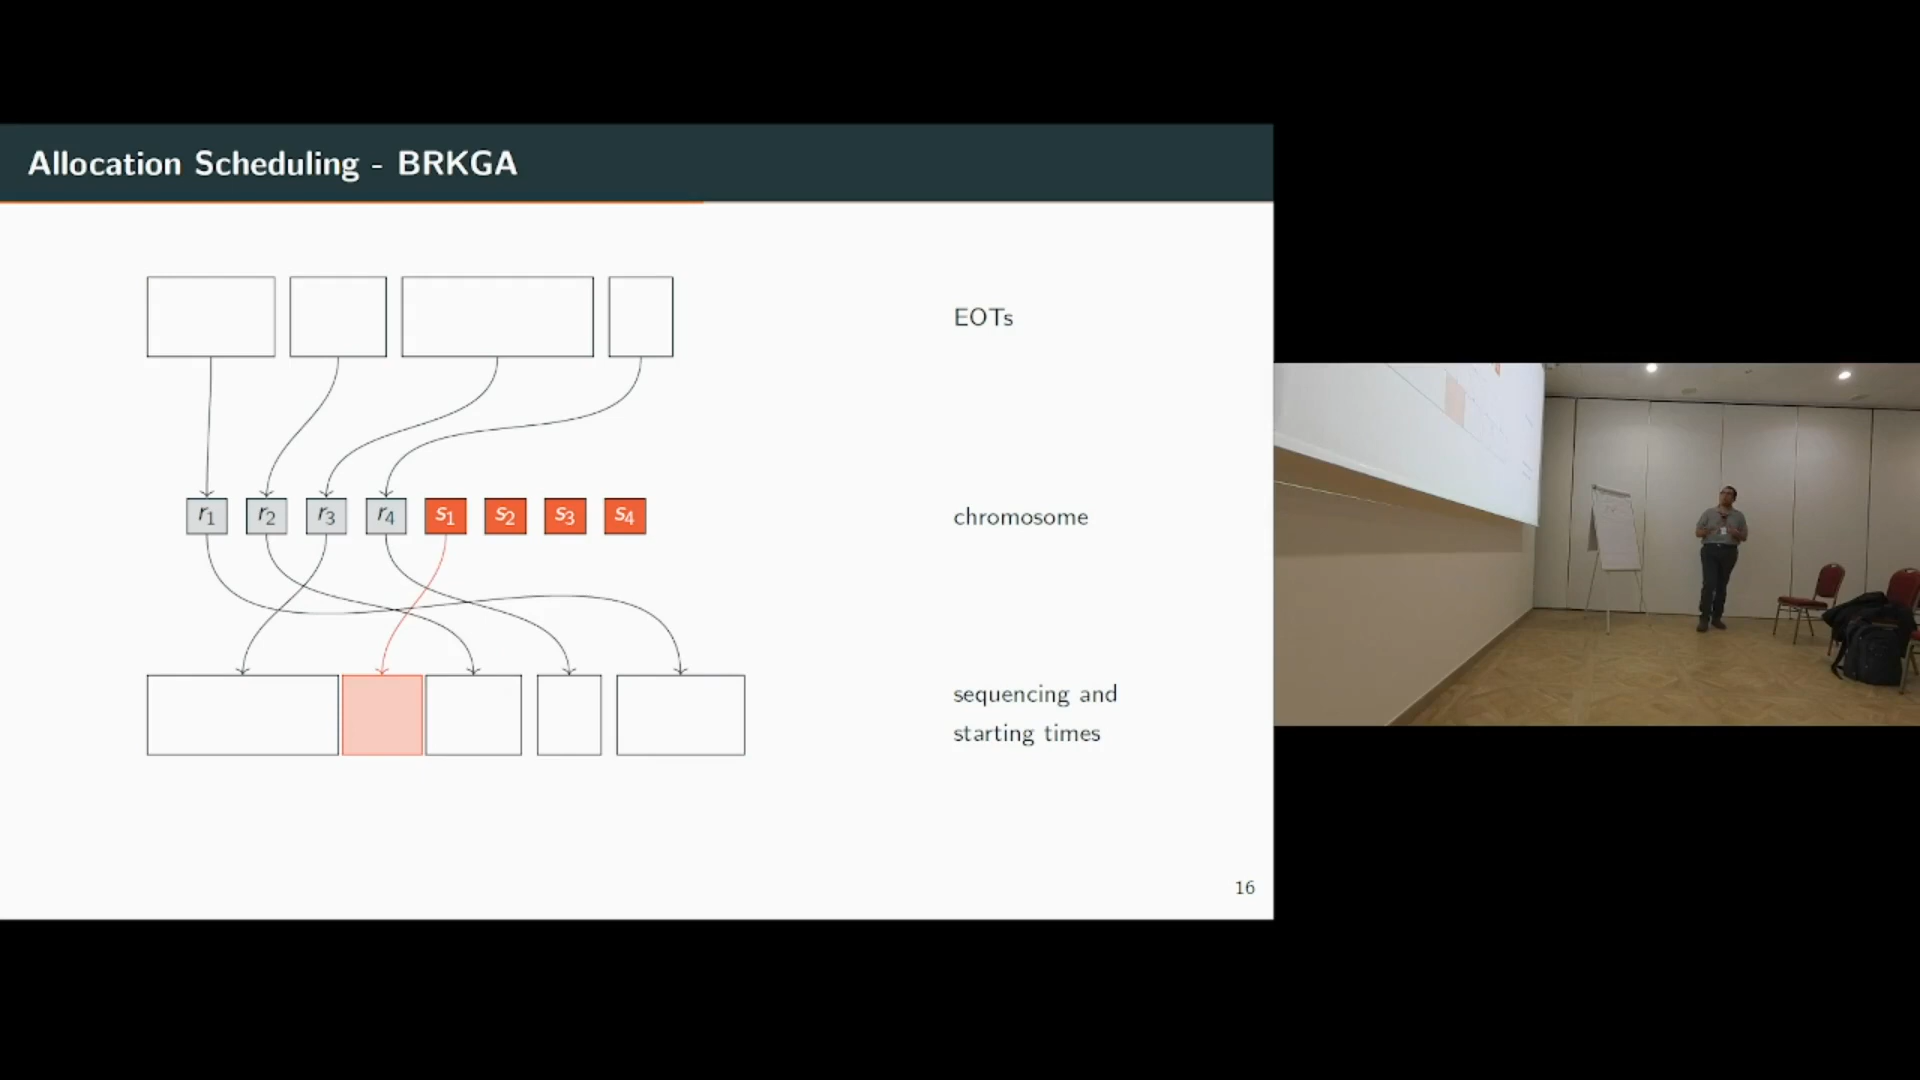 Allocation Scheduling - BRKGA
EOTs
r1 r2 r3 r4 s1 s2 s3 s4
chromosome
sequencing and
starting times
16